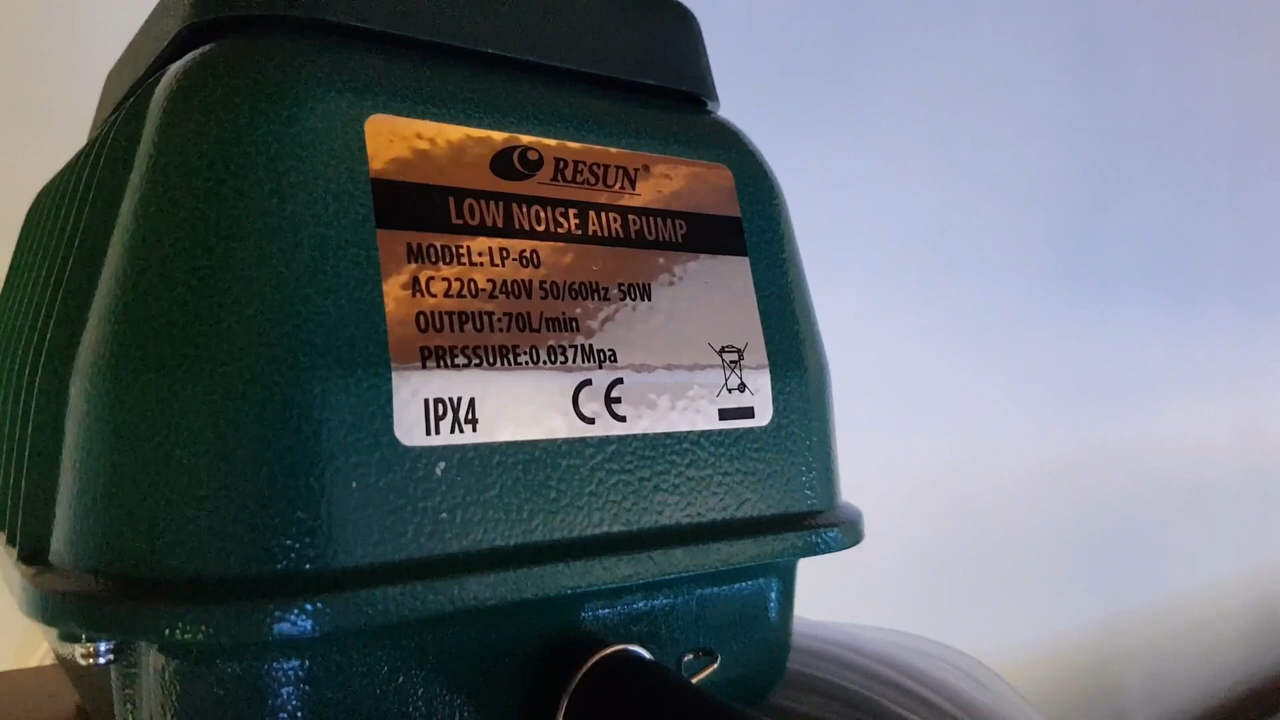 RESUN®
LOW NOISE AIR PUMP
MODEL: LP-60
AC 220-240V 50/60Hz 50W
OUTPUT:70L/min
PRESSURE:0.037Mpa
IPX4 CE